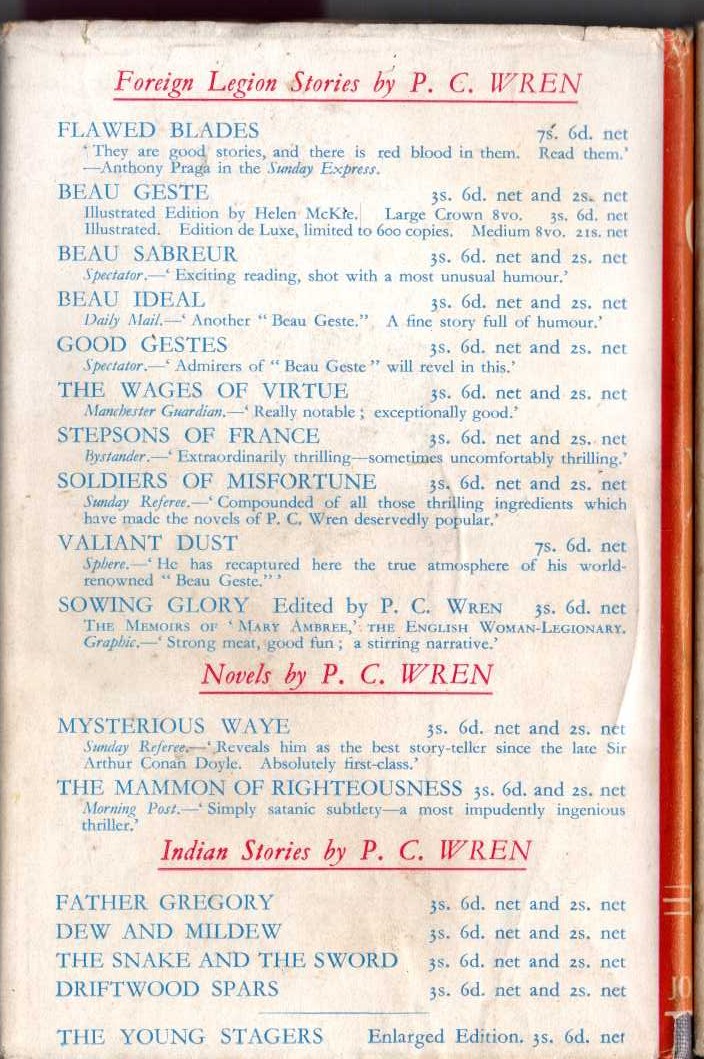 Foreign Legion Stories by P. C. WREN
FLAWED BLADES 7s. 6d. net
' They are good stories, and there is red blood in them. Read them.'
—Anthony Praga in the Sunday Express.
BEAU GESTE 3s. 6d. net and 2s. net
Illustrated Edition by Helen McKie. Large Crown 8vo. 3s. 6d. net
Illustrated. Edition de Luxe, limited to 600 copies. Medium 8vo. 21s. net
BEAU SABREUR 3s. 6d. net and 2s. net
Spectator.—' Exciting reading, shot with a most unusual humour.'
BEAU IDEAL 3s. 6d. net and 2s. net
Daily Mail.—' Another " Beau Geste." A fine story full of humour.'
GOOD GESTES 3s. 6d. net and 2s. net
Spectator.—' Admirers of " Beau Geste " will revel in this.'
THE WAGES OF VIRTUE 3s. 6d. net and 2s. net
Manchester Guardian.—' Really notable ; exceptionally good.'
STEPSONS OF FRANCE 3s. 6d. net and 2s. net
Bystander.—' Extraordinarily thrilling—sometimes uncomfortably thrilling.'
SOLDIERS OF MISFORTUNE 3s. 6d. net and 2s. net
Sunday Referee.—' Compounded of all those thrilling ingredients which
have made the novels of P. C. Wren deservedly popular.'
VALIANT DUST 7s. 6d. net
Sphere.—' He has recaptured here the true atmosphere of his world-
renowned " Beau Geste." '
SOWING GLORY Edited by P. C. WREN 3s. 6d. net
THE MEMOIRS OF ' MARY AMBREE,' THE ENGLISH WOMAN-LEGIONARY.
Graphic.—' Strong meat, good fun ; a stirring narrative.'
Novels by P. C. WREN
MYSTERIOUS WAYE 3s. 6d. net and 2s. net
Sunday Referee.—' Reveals him as the best story-teller since the late Sir
Arthur Conan Doyle. Absolutely first-class.'
THE MAMMON OF RIGHTEOUSNESS 3s. 6d. and 2s. net
Morning Post.—' Simply satanic subtlety—a most impudently ingenious
thriller.'
Indian Stories by P. C. WREN
FATHER GREGORY 3s. 6d. net and 2s. net
DEW AND MILDEW 3s. 6d. net and 2s. net
THE SNAKE AND THE SWORD 3s. 6d. net and 2s. net
DRIFTWOOD SPARS 3s. 6d. net and 2s. net
THE YOUNG STAGERS Enlarged Edition. 3s. 6d. net
JO